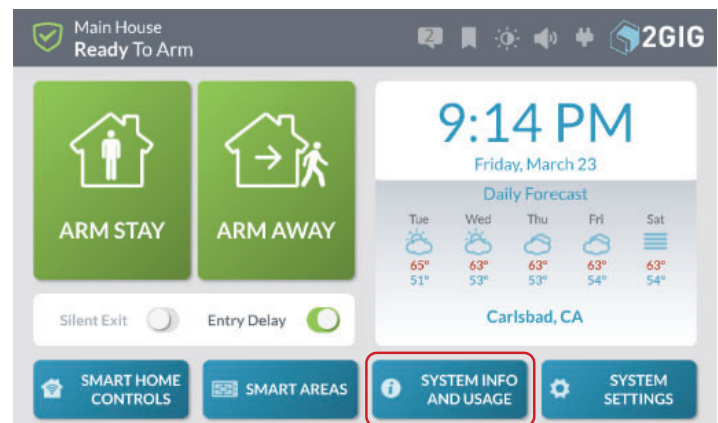 Main House
Ready To Arm
2
2GIG
9:14 PM
Friday, March 23
Daily Forecast
Tue Wed Thu Fri Sat
65° 63° 63° 63° 63°
51° 53° 53° 54° 54°
Carlsbad, CA
ARM STAY
ARM AWAY
Silent Exit
Entry Delay
SMART HOME
CONTROLS
SMART AREAS
SYSTEM INFO
AND USAGE
SYSTEM
SETTINGS